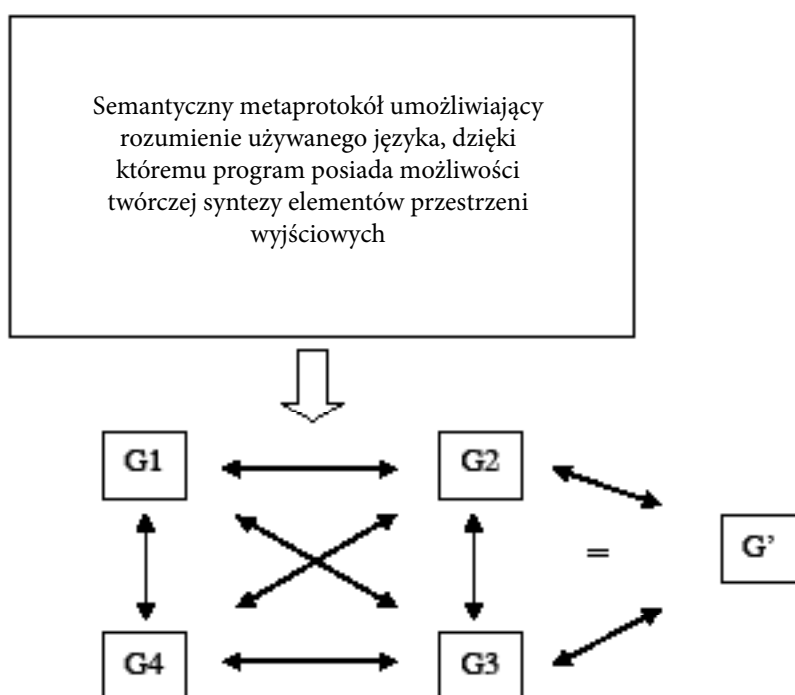 Semantyczny metaprotokół umożliwiający
rozumienie używanego języka, dzięki
któremu program posiada możliwości
twórczej syntezy elementów przestrzeni
wyjściowych
G1
G2
=
G’
G4
G3